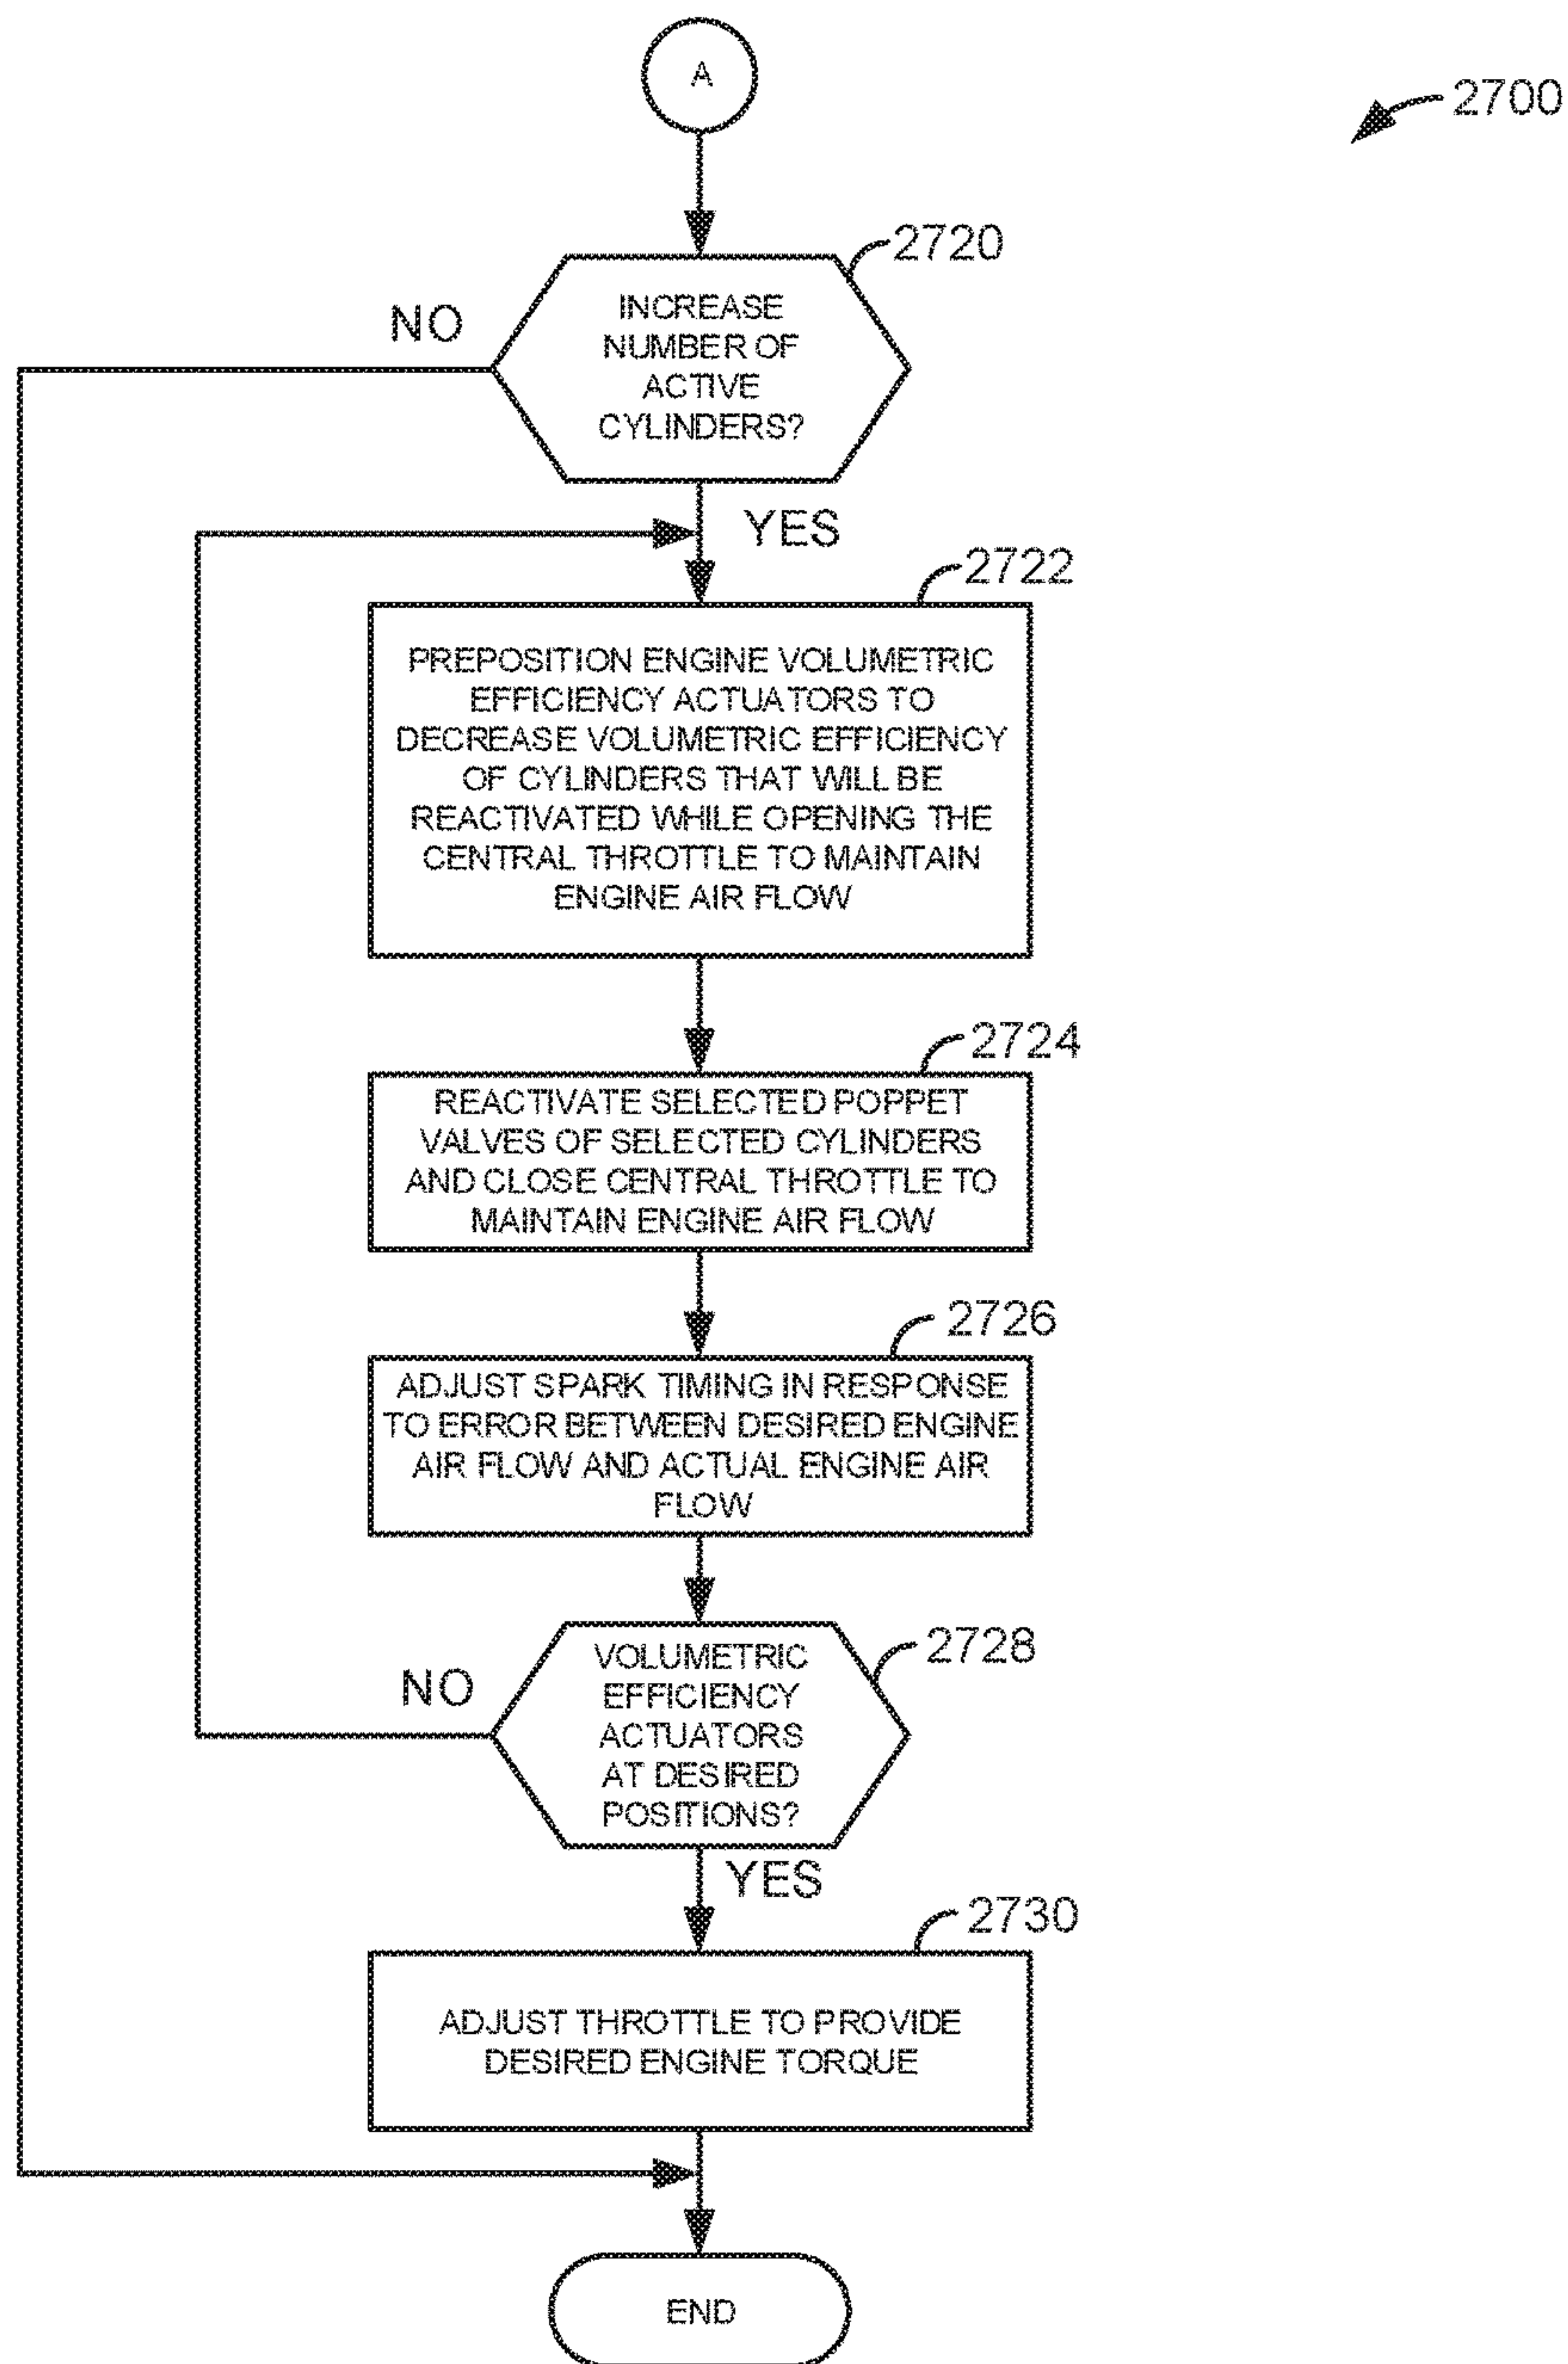 A
2700
2720
INCREASE
NUMBER OF
ACTIVE
CYLINDERS?
NO
YES
2722
PREPOSITION ENGINE VOLUMETRIC
EFFICIENCY ACTUATORS TO
DECREASE VOLUMETRIC EFFICIENCY
OF CYLINDERS THAT WILL BE
REACTIVATED WHILE OPENING THE
CENTRAL THROTTLE TO MAINTAIN
ENGINE AIR FLOW
2724
REACTIVATE SELECTED POPPET
VALVES OF SELECTED CYLINDERS
AND CLOSE CENTRAL THROTTLE TO
MAINTAIN ENGINE AIR FLOW
2726
ADJUST SPARK TIMING IN RESPONSE
TO ERROR BETWEEN DESIRED ENGINE
AIR FLOW AND ACTUAL ENGINE AIR
FLOW
2728
VOLUMETRIC
EFFICIENCY
ACTUATORS
AT DESIRED
POSITIONS?
NO
YES
2730
ADJUST THROTTLE TO PROVIDE
DESIRED ENGINE TORQUE
END